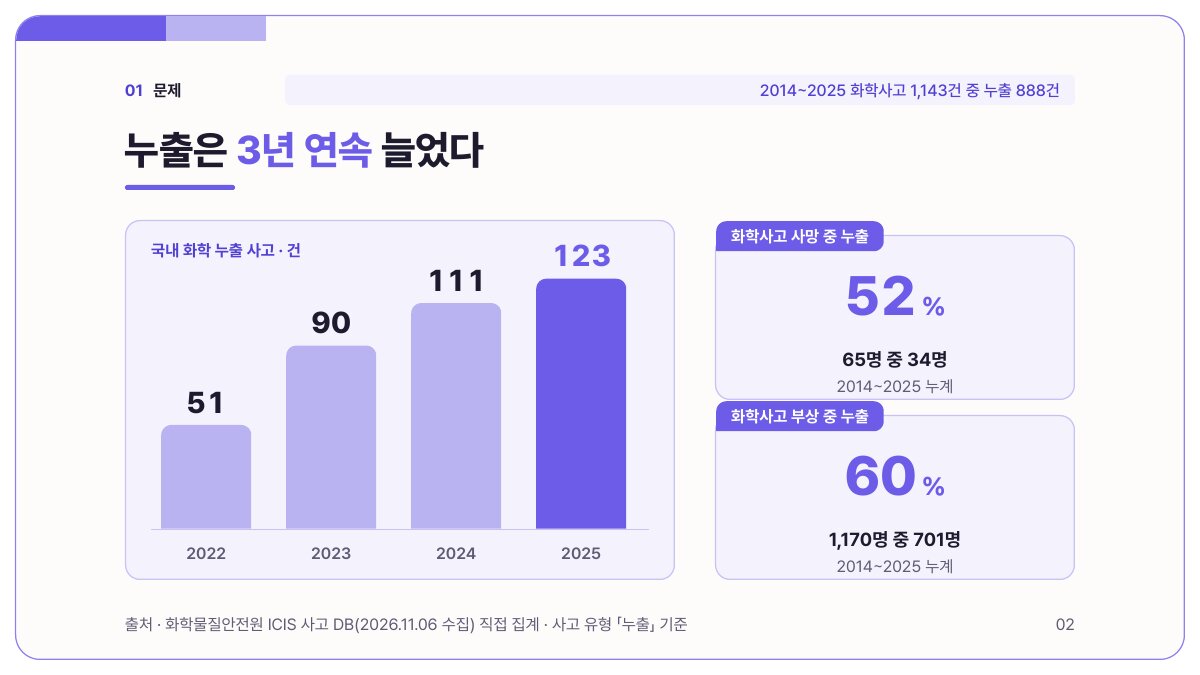 01 문제
2014~2025 화학사고 1,143건 중 누출 888건
누출은 3년 연속 늘었다
국내 화학 누출 사고 · 건
51
90
111
123
2022
2023
2024
2025
화학사고 사망 중 누출
52 %
65명 중 34명
2014~2025 누계
화학사고 부상 중 누출
60 %
1,170명 중 701명
2014~2025 누계
출처 · 화학물질안전원 ICIS 사고 DB(2026.11.06 수집) 직접 집계 · 사고 유형 「누출」 기준
02